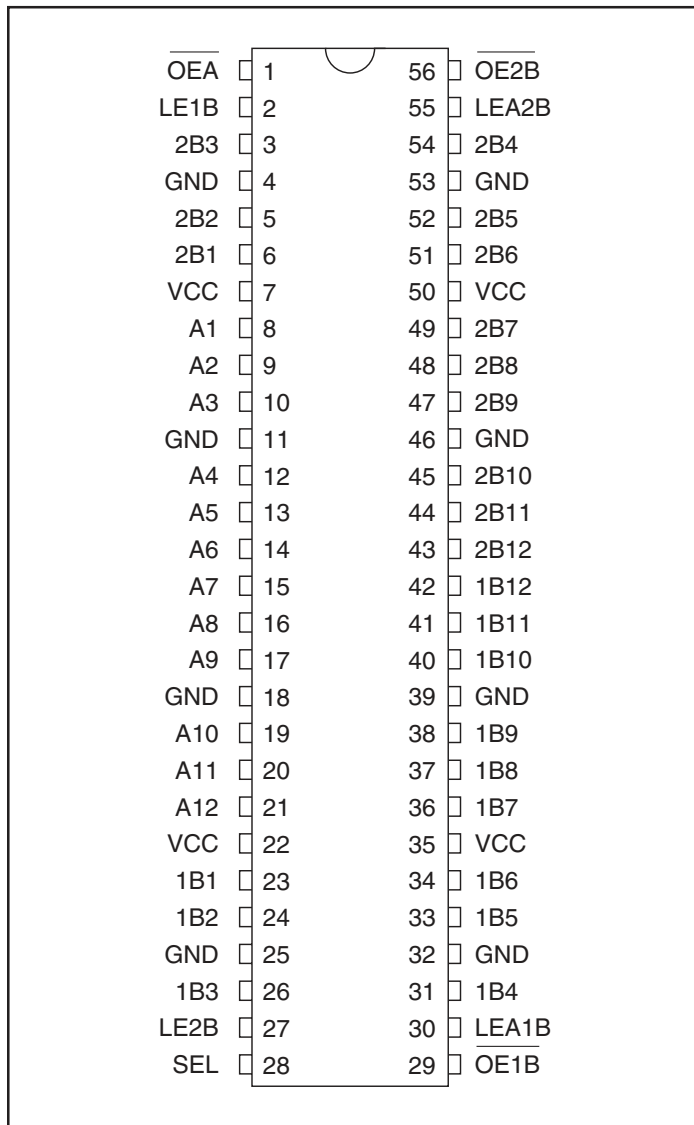 OEA 1 56 OE2B
LE1B 2 55 LEA2B
2B3 3 54 2B4
GND 4 53 GND
2B2 5 52 2B5
2B1 6 51 2B6
VCC 7 50 VCC
A1 8 49 2B7
A2 9 48 2B8
A3 10 47 2B9
GND 11 46 GND
A4 12 45 2B10
A5 13 44 2B11
A6 14 43 2B12
A7 15 42 1B12
A8 16 41 1B11
A9 17 40 1B10
GND 18 39 GND
A10 19 38 1B9
A11 20 37 1B8
A12 21 36 1B7
VCC 22 35 VCC
1B1 23 34 1B6
1B2 24 33 1B5
GND 25 32 GND
1B3 26 31 1B4
LE2B 27 30 LEA1B
SEL 28 29 OE1B